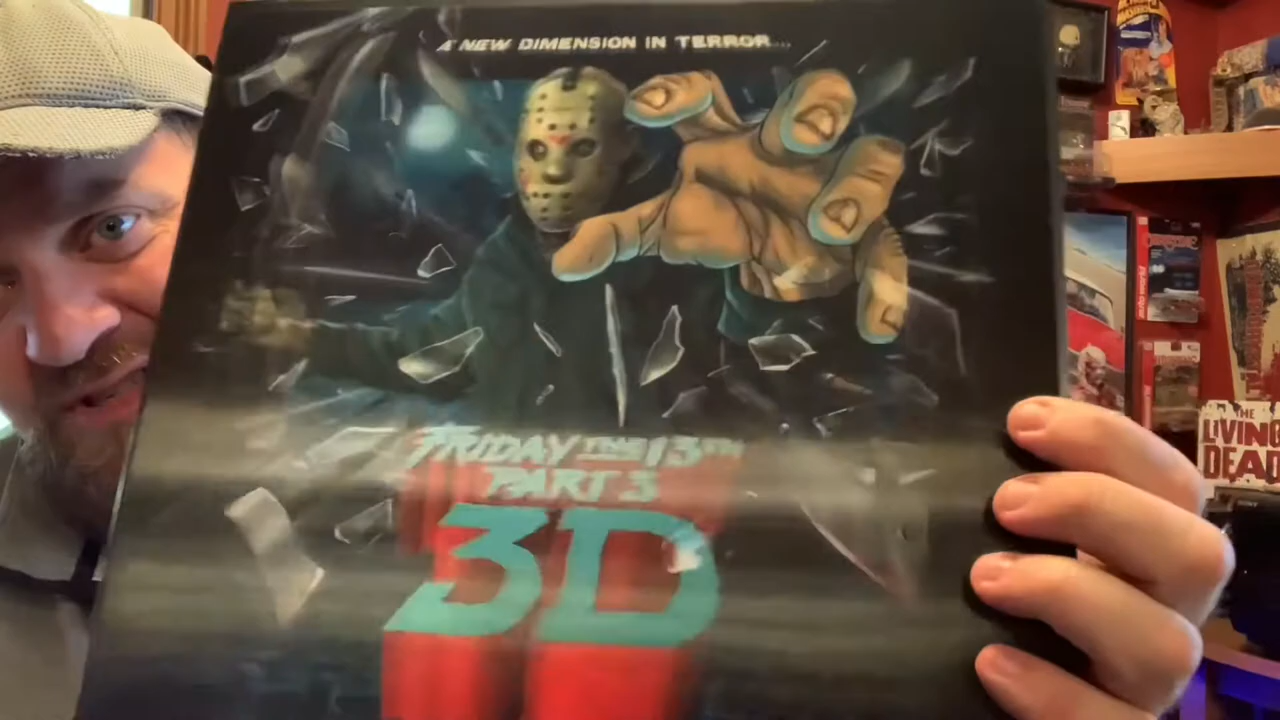 A NEW DIMENSION IN TERROR...
FRIDAY THE 13TH
PART 3
3D
THE
LIVING
DEAD